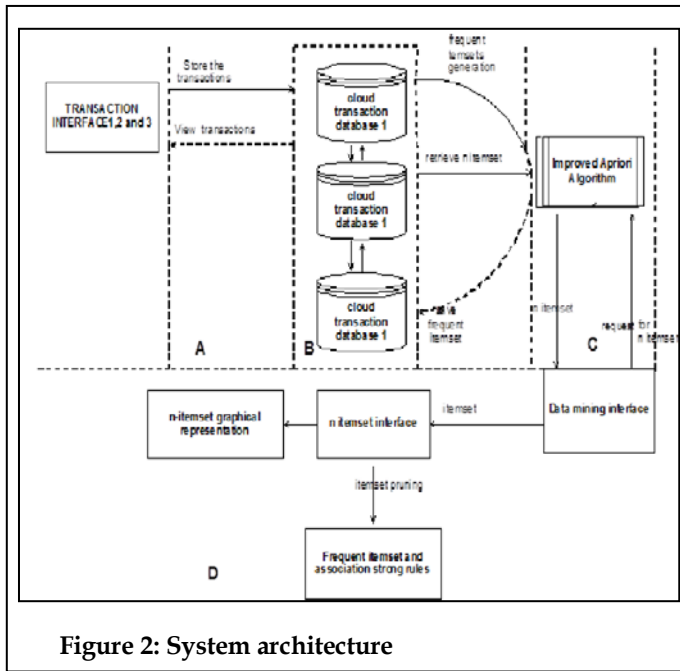 Store the
transactions
TRANSACTION
INTERFACE1,2 and 3
View transactons
cloud
transaction
database 1
cloud
transaction
database 1
cloud
transaction
database 1
frequent
itemsets
generation
retrieve n itemset
Improved Apriori
Algorithm
frequent
itemset
n itemset
request for
n itemset
A
B
C
n-itemset graphical
representation
n itemset interface
itemset
Data mining interface
itemset pruning
Frequent itemset and
association strong rules
D
Figure 2: System architecture